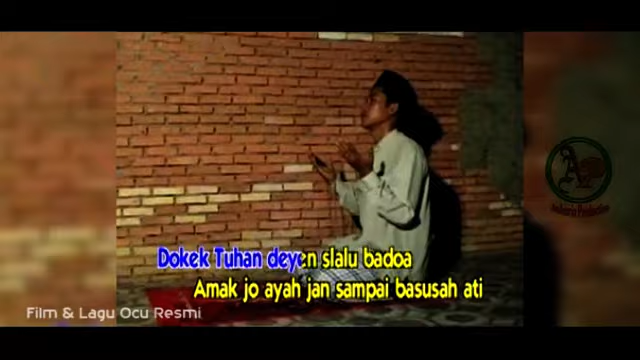 Dokek Tuhan deyen slalu badoa
Amak jo ayah jan sampai basusah ati
Film & Lagu Ocu Resmi